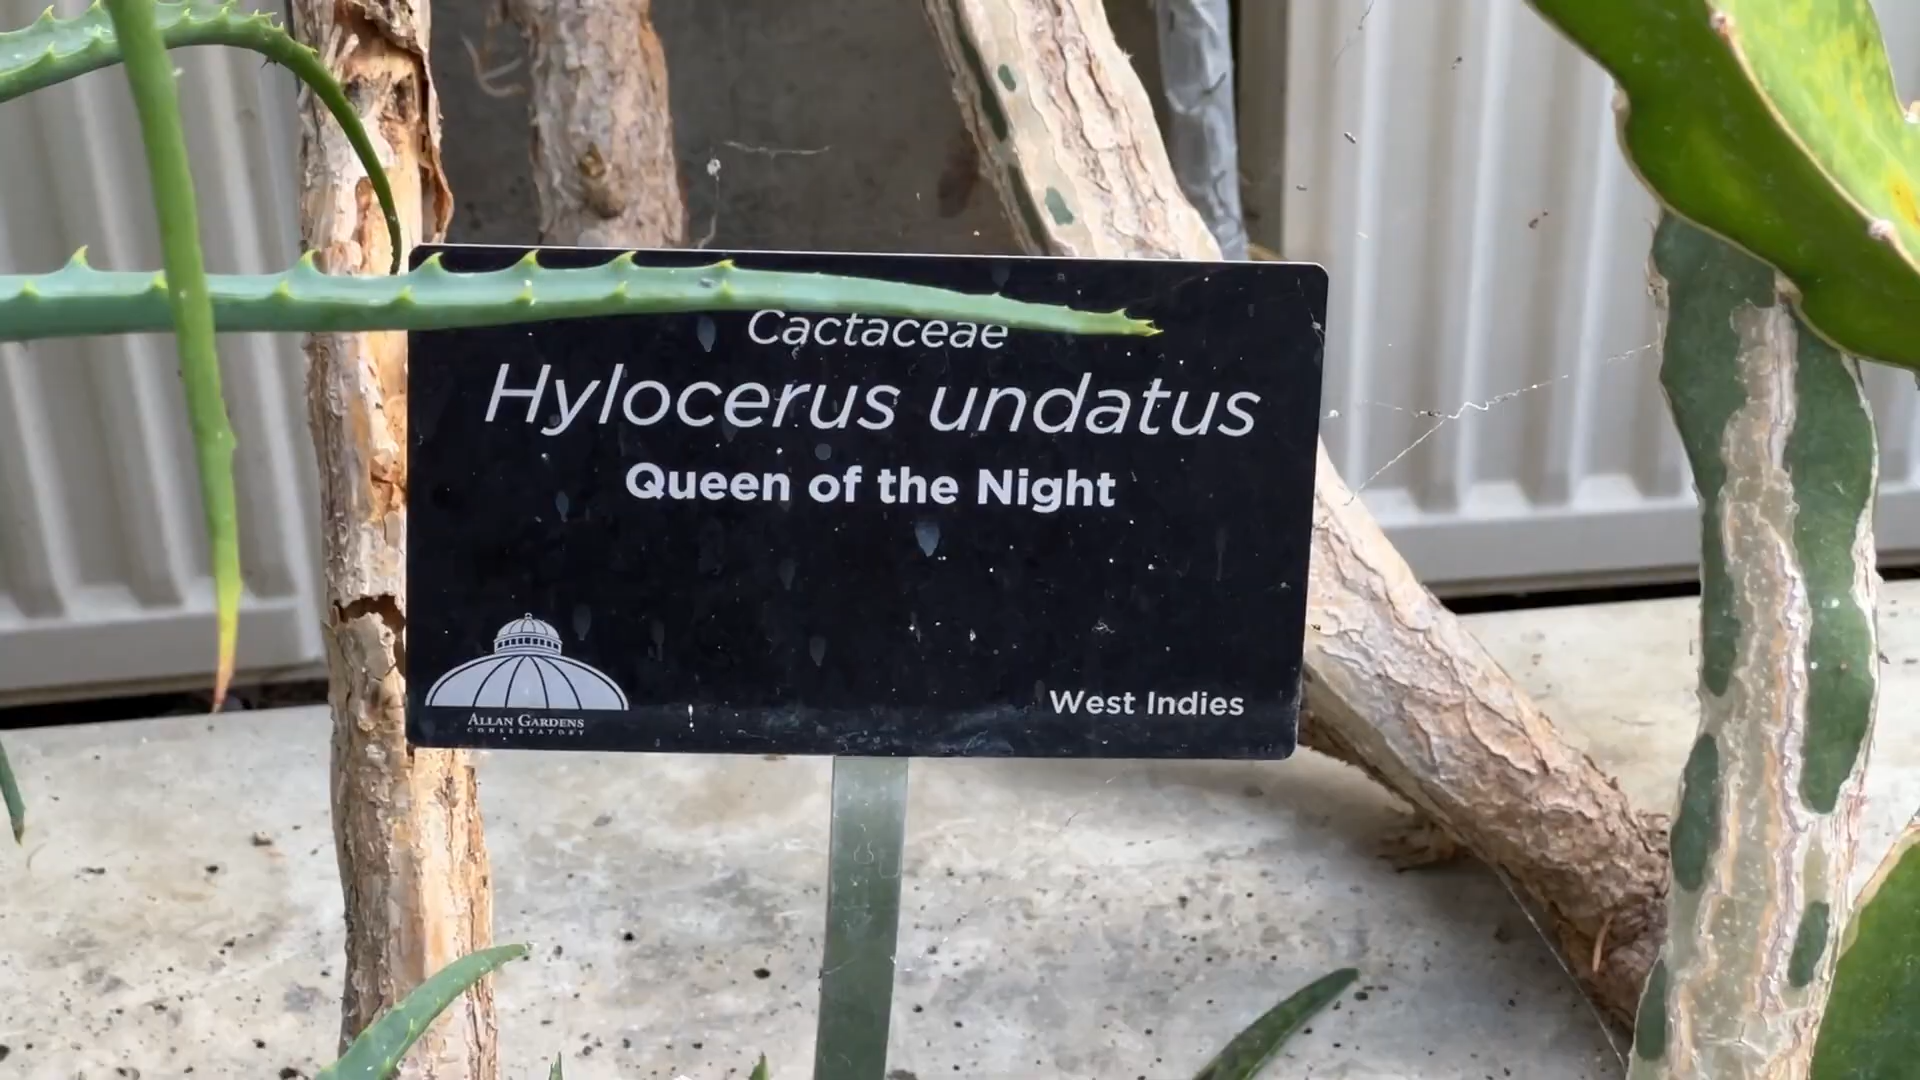 Cactaceae
Hylocerus undatus
Queen of the Night
West Indies
ALLAN GARDENS
CONSERVATORY